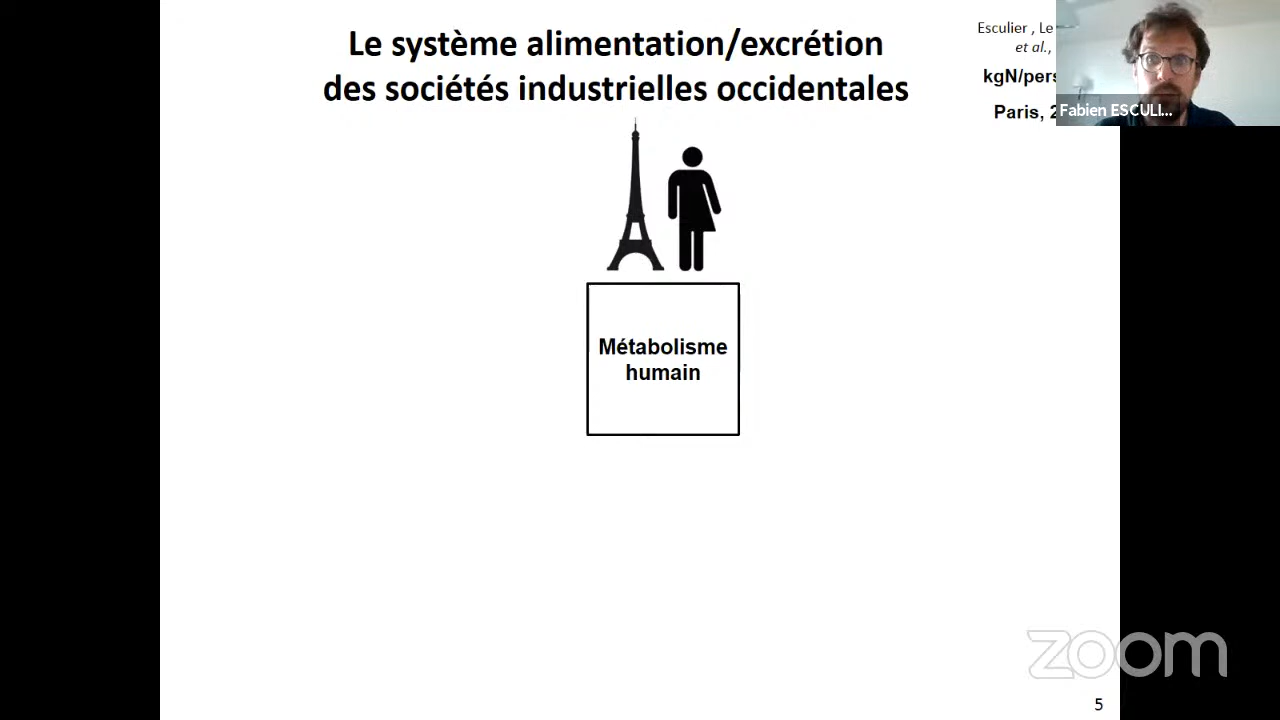 Le système alimentation/excrétion
des sociétés industrielles occidentales
Esculier , Le
et al.,
kgN/pers
Paris, 2
Fabien ESCULI...
Métabolisme
humain
zoom
5